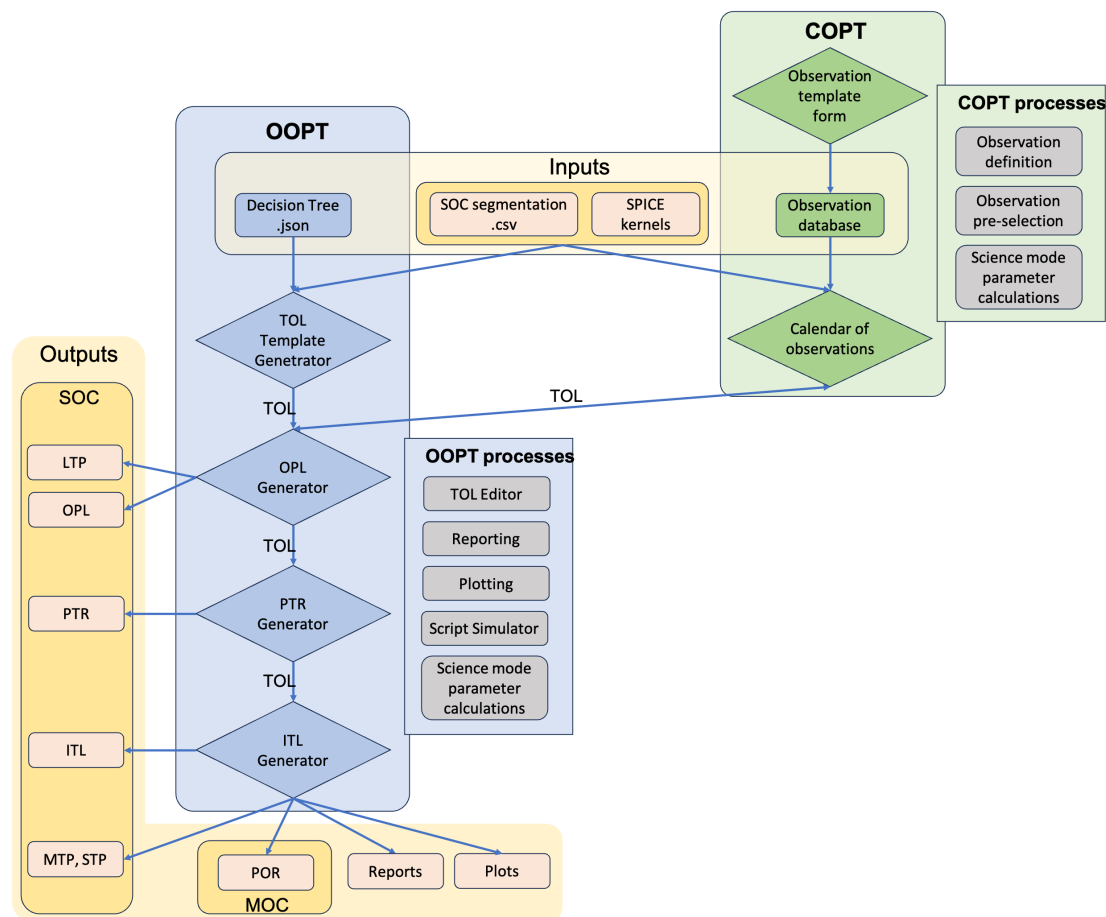 COPT
Observation
template
form
COPT processes
Observation
definition
Observation
pre-selection
Science mode
parameter
calculations
OOPT
Inputs
Decision Tree
.json
SOC segmentation
.csv
SPICE
kernels
Observation
database
TOL
Template
Genetrator
Calendar of
observations
Outputs
SOC
TOL
TOL
LTP
OPL
OPL
Generator
OOPT processes
TOL Editor
Reporting
Plotting
Script Simulator
Science mode
parameter
calculations
TOL
PTR
PTR
Generator
TOL
ITL
ITL
Generator
MTP, STP
POR
MOC
Reports
Plots